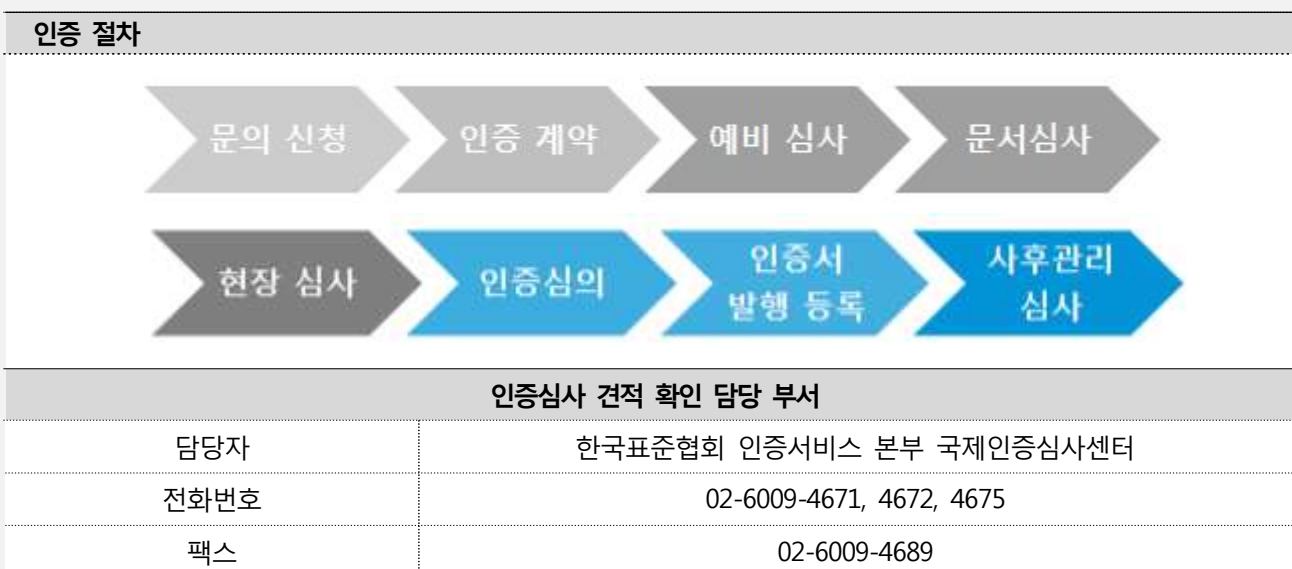 인증 절차
문의 신청
인증 계약
예비 심사
문서심사
현장 심사
인증심의
인증서
발행 등록
사후관리
심사
인증심사 견적 확인 담당 부서
담당자 한국표준협회 인증서비스 본부 국제인증심사센터
전화번호 02-6009-4671, 4672, 4675
팩스 02-6009-4689